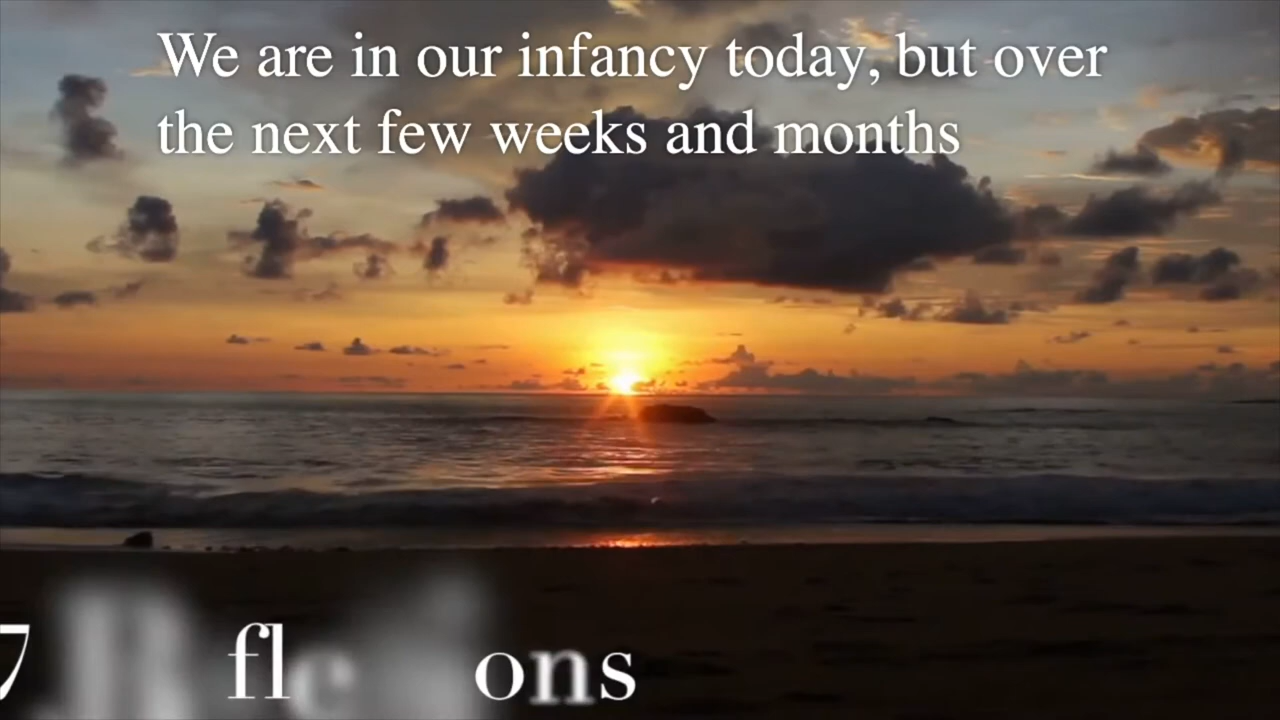 We are in our infancy today, but over
the next few weeks and months